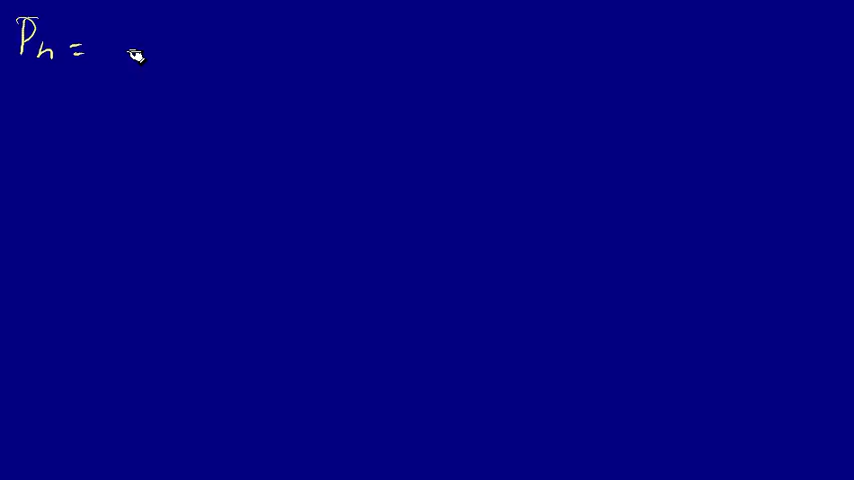 Pn =